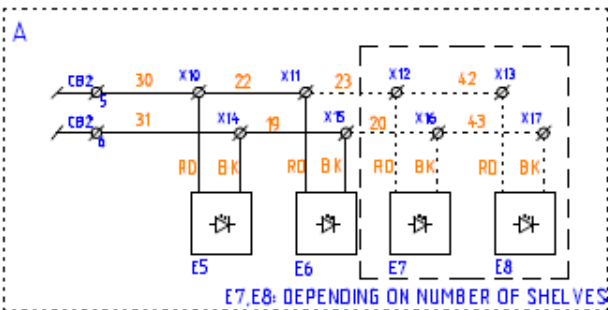 A
CB2 30 X10 22 X11 23 X12 42 X13
5
CB2 31 X14 19 X15 20 X16 43 X17
6
RD BK RD BK RD BK RD BK
E5 E6 E7 E8
E7,E8: DEPENDING ON NUMBER OF SHELVES